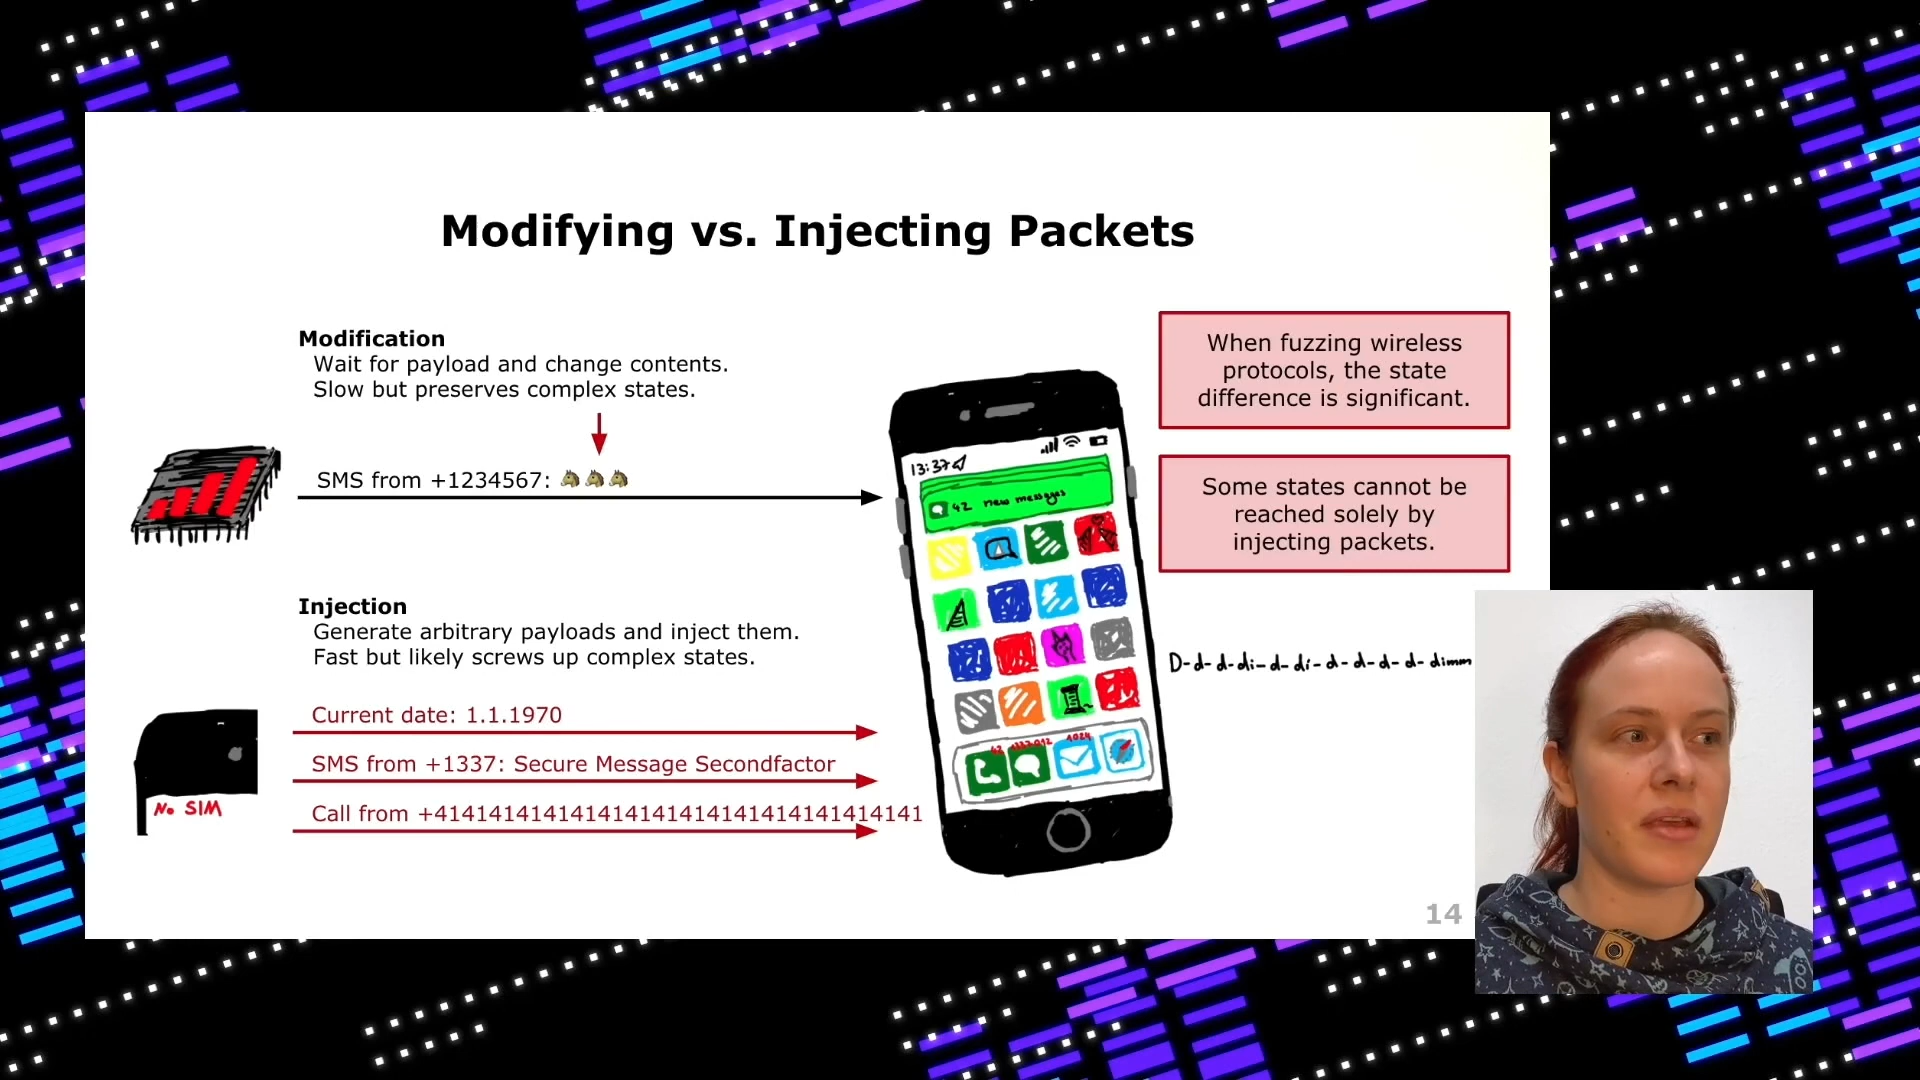 Modifying vs. Injecting Packets
Modification
Wait for payload and change contents.
Slow but preserves complex states.
SMS from +1234567: 🐴🐴🐴
Injection
Generate arbitrary payloads and inject them.
Fast but likely screws up complex states.
Current date: 1.1.1970
SMS from +1337: Secure Message Secondfactor
Call from +414141414141414141414141414141414141
No SIM
13:37
42 new messages
42
1024
When fuzzing wireless
protocols, the state
difference is significant.
Some states cannot be
reached solely by
injecting packets.
D-d-d-di-d-di-d-d-d-d-dimm
14